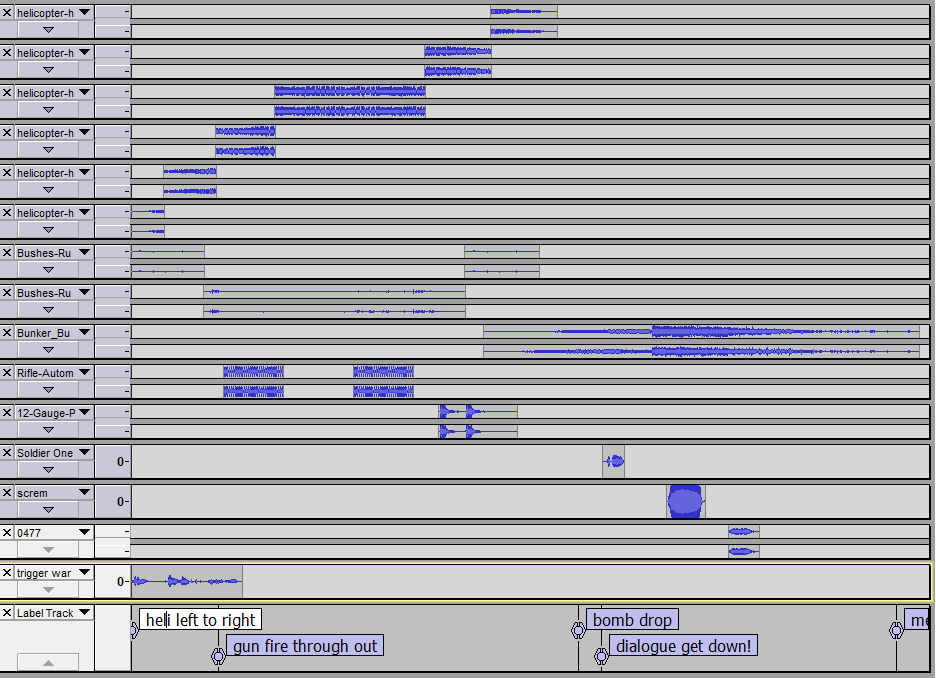 helicopter-h
helicopter-h
helicopter-h
helicopter-h
helicopter-h
helicopter-h
Bushes-Ru
Bushes-Ru
Bunker_Bu
Rifle-Autom
12-Gauge-P
Soldier One
0-
screm
0-
0477
trigger war
0-
Label Track
heli left to right
bomb drop
me
gun fire through out
dialogue get down!